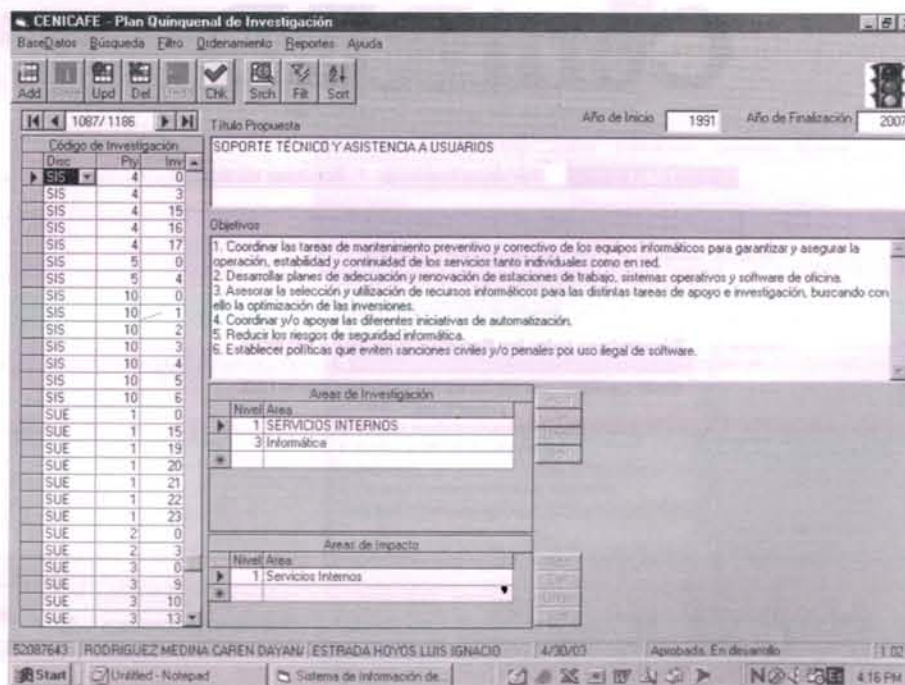 CENICAFE - Plan Quinquenal de Investigación
BaseDatos Búsqueda Filtro Ordenamiento Reportes Ayuda
Add Upd Del Chk Srch Filt Sort
1087/1186
Título Propuesta
Año de Inicio 1991 Año de Finalización 2007
SOPORTE TÉCNICO Y ASISTENCIA A USUARIOS
Código de Investigación
Disc Pty Inv
SIS 4 0
SIS 4 3
SIS 4 15
SIS 4 16
SIS 4 17
SIS 5 0
SIS 5 4
SIS 10 0
SIS 10 1
SIS 10 2
SIS 10 3
SIS 10 4
SIS 10 5
SIS 10 6
SUE 1 0
SUE 1 15
SUE 1 19
SUE 1 20
SUE 1 21
SUE 1 22
SUE 1 23
SUE 2 0
SUE 2 3
SUE 3 0
SUE 3 9
SUE 3 10
SUE 3 13
Objetivos
1. Coordinar las tareas de mantenimiento preventivo y correctivo de los equipos informáticos para garantizar y asegurar la
operación, estabilidad y continuidad de los servicios tanto individuales como en red.
2. Desarrollar planes de adecuación y renovación de estaciones de trabajo, sistemas operativos y software de oficina.
3. Asesorar la selección y utilización de recursos informáticos para las distintas tareas de apoyo e investigación, buscando con
ello la optimización de las inversiones.
4. Coordinar y/o apoyar las diferentes iniciativas de automatización.
5. Reducir los riesgos de seguridad informática.
6. Establecer políticas que eviten sanciones civiles y/o penales por uso ilegal de software.
Areas de Investigación
Nivel Area
1 SERVICIOS INTERNOS
3 Informática
Areas de Impacto
Nivel Area
1 Servicios Internos
52087643 RODRIGUEZ MEDINA CAREN DAYAN/ ESTRADA HOYOS LUIS IGNACIO 4/30/03 Aprobada. En desarrollo 1.02
Start Untitled - Notepad Sistema de información de... 4:16 PM